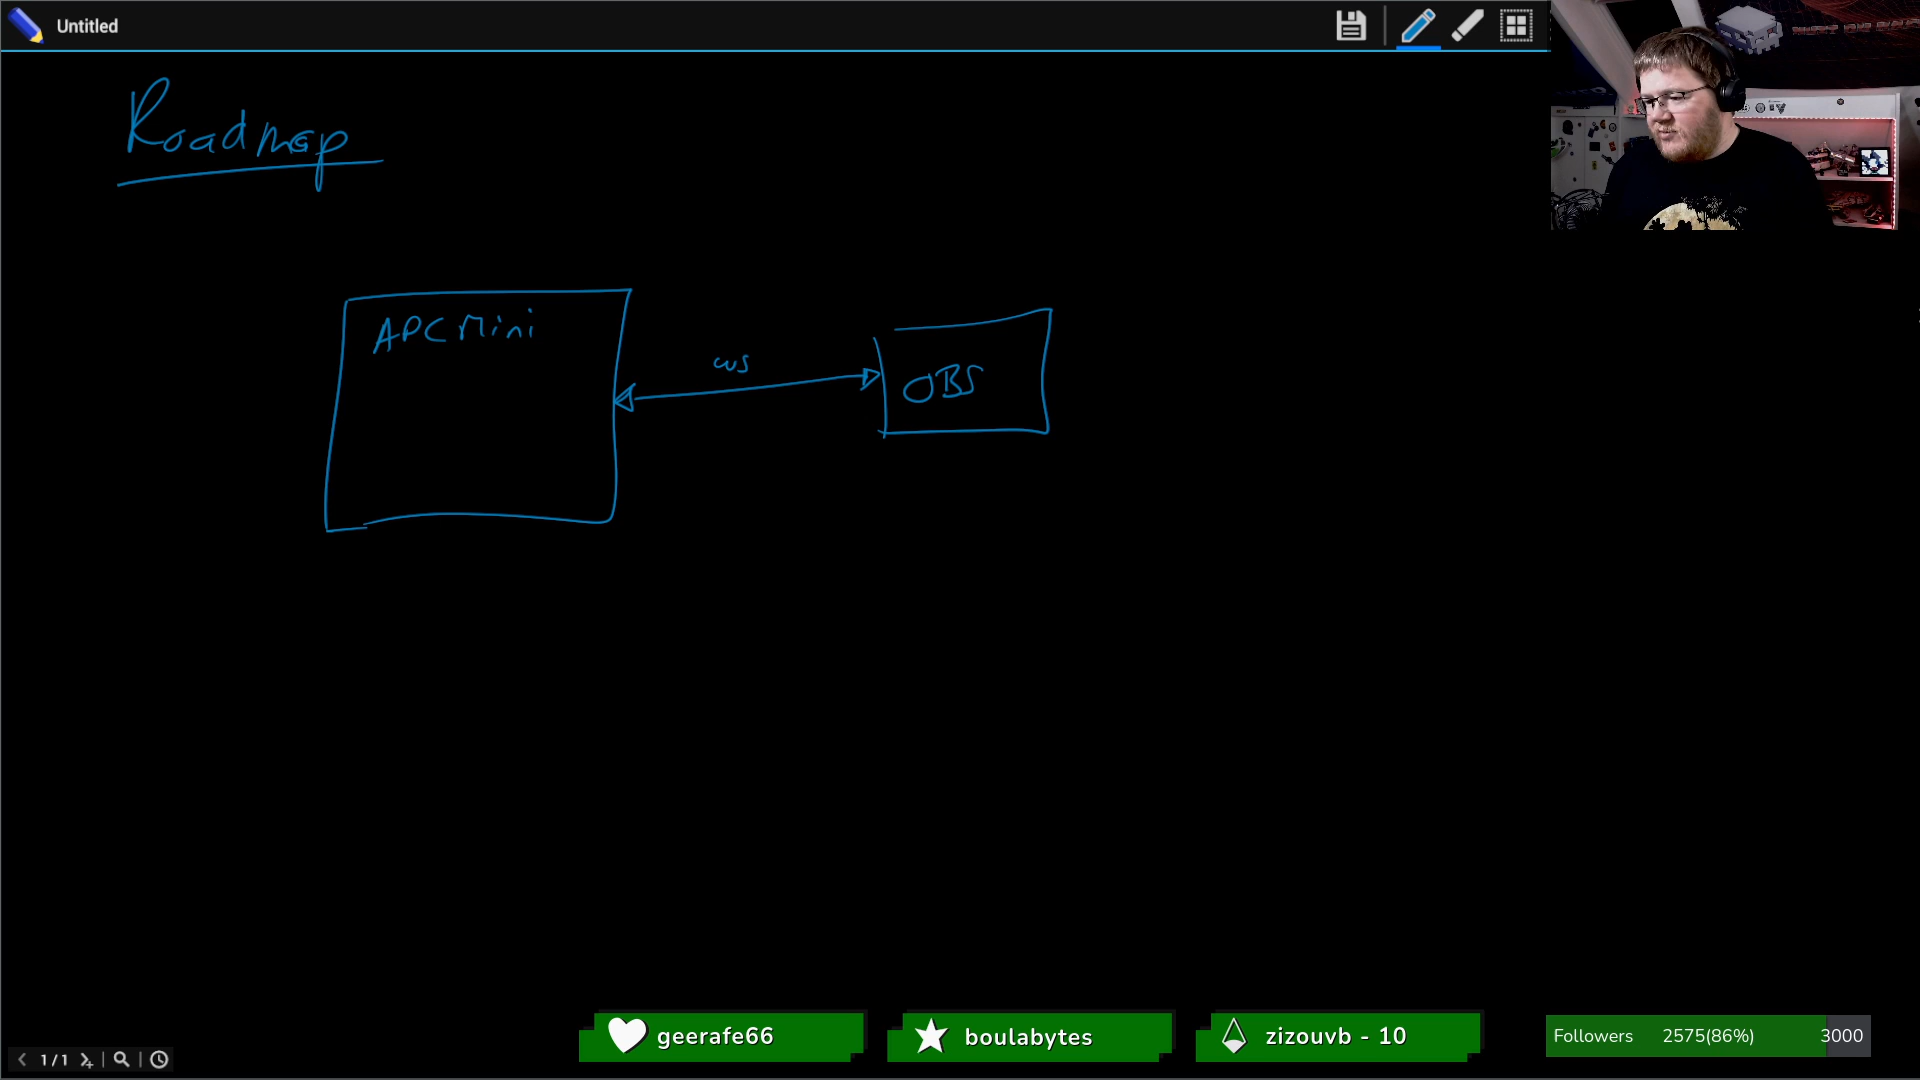 Untitled
Roadmap
APC Mini
ws
OBS
1/1
geerafe66
boulabytes
zizouvb - 10
Followers 2575(86%) 3000